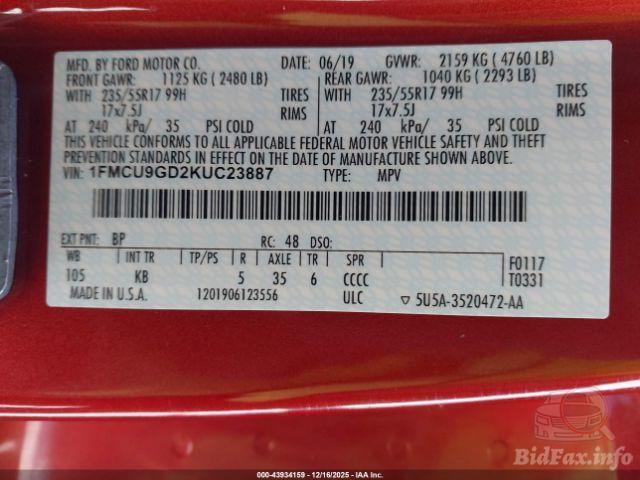 MFD. BY FORD MOTOR CO. DATE: 06/19 GVWR: 2159 KG ( 4760 LB)
FRONT GAWR: 1125 KG ( 2480 LB) REAR GAWR: 1040 KG ( 2293 LB)
WITH 235/55R17 99H TIRES WITH 235/55R17 99H TIRES
17x7.5J RIMS 17x7.5J RIMS
AT 240 kPa/ 35 PSI COLD AT 240 kPa/ 35 PSI COLD
THIS VEHICLE CONFORMS TO ALL APPLICABLE FEDERAL MOTOR VEHICLE SAFETY AND THEFT
PREVENTION STANDARDS IN EFFECT ON THE DATE OF MANUFACTURE SHOWN ABOVE.
VIN: 1FMCU9GD2KUC23887 TYPE: MPV
EXT PNT: BP RC: 48 DSO:
WB INT TR TP/PS R AXLE TR SPR F0117
105 KB 5 35 6 CCCC T0331
MADE IN U.S.A. 1201906123556 ULC ▽ 5U5A-3520472-AA
BidFax.info
000-43934159 - 12/16/2025 - IAA Inc.